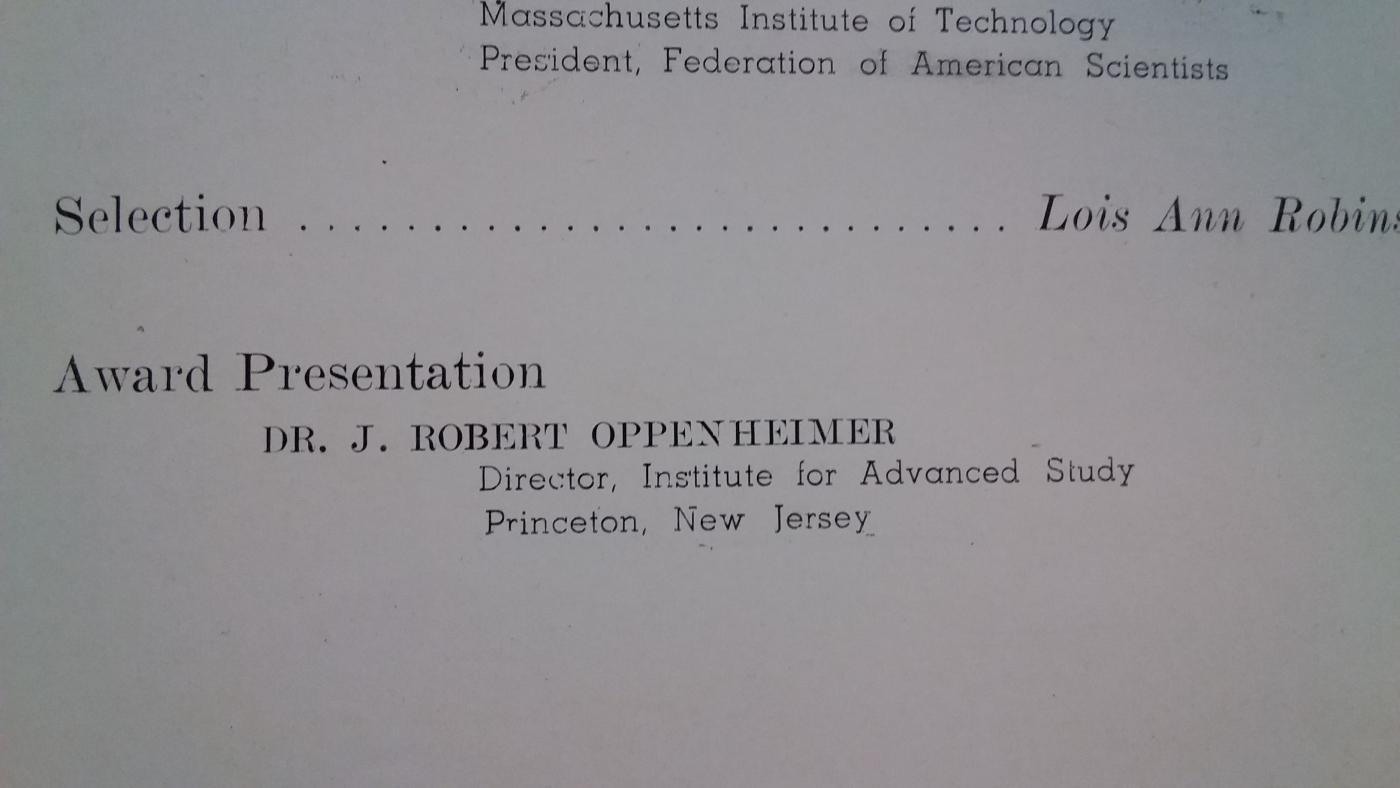 Massachusetts Institute of Technology
President, Federation of American Scientists
Selection ........................... Lois Ann
Award Presentation
DR. J. ROBERT OPPENHEIMER
Director, Institute for Advanced Study
Princeton, New Jersey